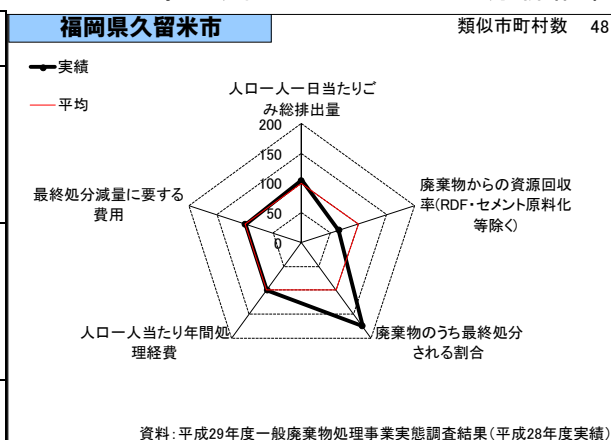 福岡県久留米市
類似市町村数 48
実績
平均
人口一人一日当たりご
み総排出量
200
150
100
50
0
廃棄物からの資源回収
率(RDF・セメント原料化
等除く)
最終処分減量に要する
費用
人口一人当たり年間処
理経費
廃棄物のうち最終処分
される割合
資料:平成29年度一般廃棄物処理事業実態調査結果(平成28年度実績)